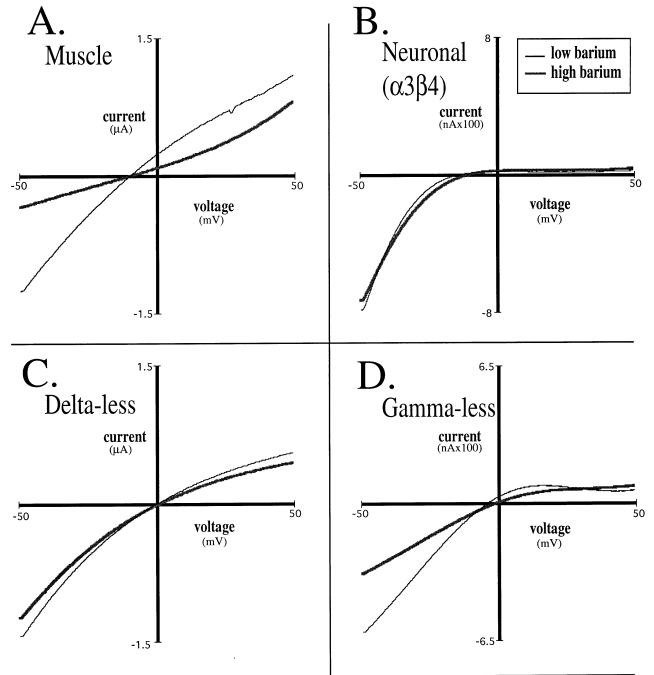 A.
Muscle
1.5
current
(μA)
-50
50
voltage
(mV)
-1.5
B.
Neuronal
(α3β4)
8
low barium
high barium
current
(nAx100)
-50
50
voltage
(mV)
-8
C.
Delta-less
1.5
current
(μA)
-50
50
voltage
(mV)
-1.5
D.
Gamma-less
6.5
current
(nAx100)
-50
50
voltage
(mV)
-6.5